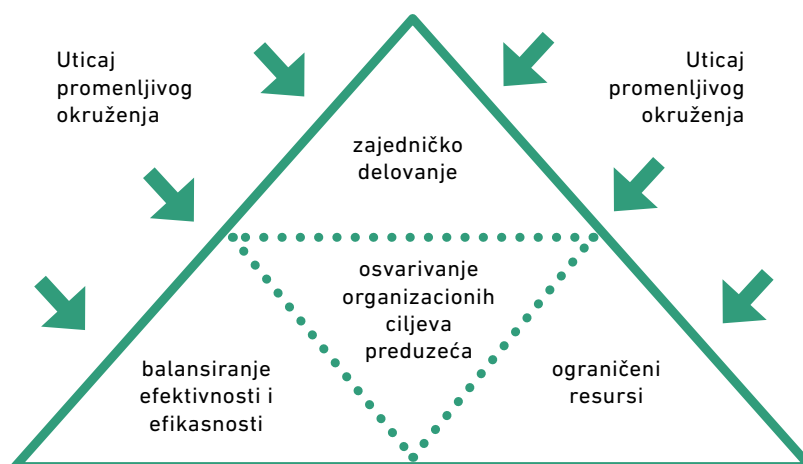 Uticaj
promenljivog
okruženja
Uticaj
promenljivog
okruženja
zajedničko
delovanje
osvarivanje
organizacionih
ciljeva
preduzeća
balansiranje
efektivnosti i
efikasnosti
ograničeni
resursi